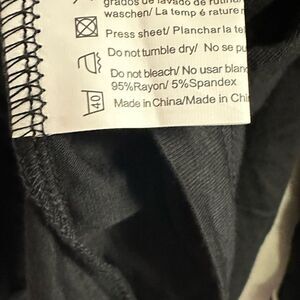 grados de lavado de rutina/
waschen/ La temp é rature r
Press sheet/ Planchar la te
Do not tumble dry/ No se pu
Do not bleach/ No usar blan
95%Rayon/ 5%Spandex
40
Made in China/Made in Chi